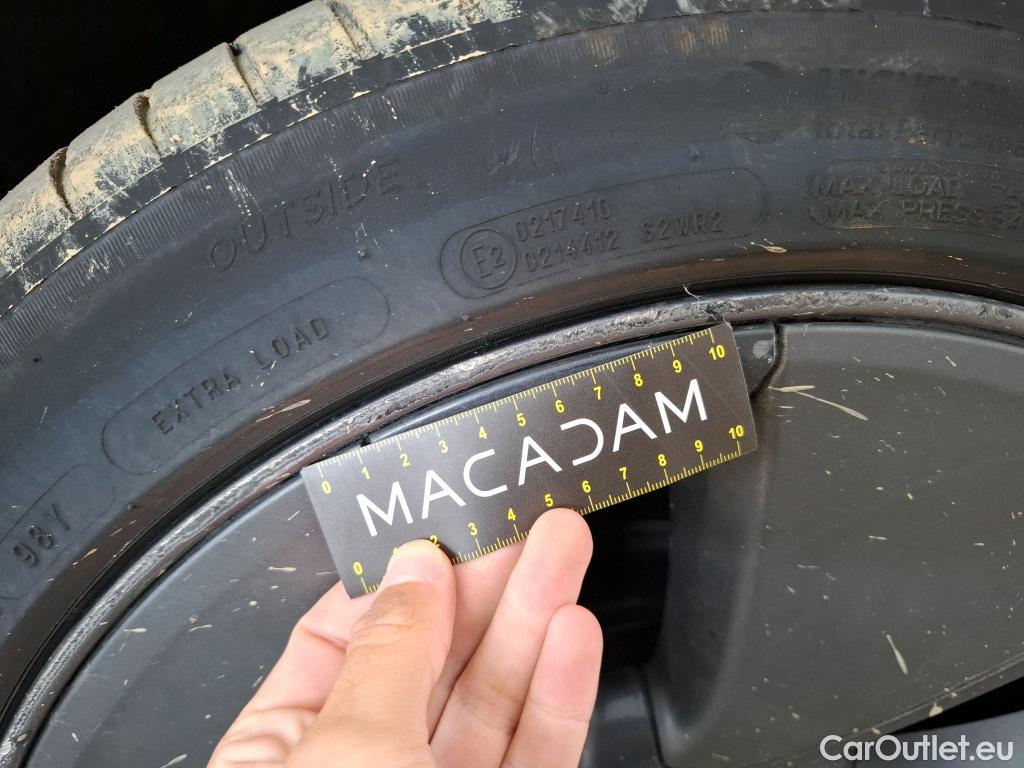 OUTSIDE
EXTRA LOAD
98Y
E2
0217410
0214412 S2WR2
MAX LOAD
MAX PRESS
0 1 2 3 4 5 6 7 8 9 10
MACADAM
0 1 2 3 4 5 6 7 8 9 10
CarOutlet.eu